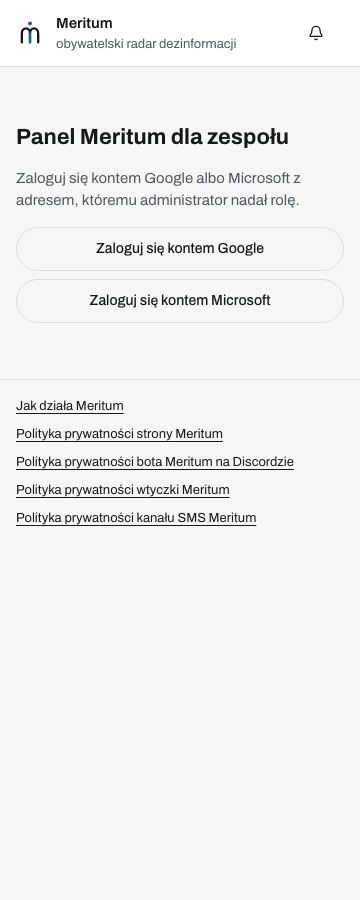 Meritum
obywatelski radar dezinformacji
Panel Meritum dla zespołu
Zaloguj się kontem Google albo Microsoft z
adresem, któremu administrator nadał rolę.
Zaloguj się kontem Google
Zaloguj się kontem Microsoft
Jak działa Meritum
Polityka prywatności strony Meritum
Polityka prywatności bota Meritum na Discordzie
Polityka prywatności wtyczki Meritum
Polityka prywatności kanału SMS Meritum